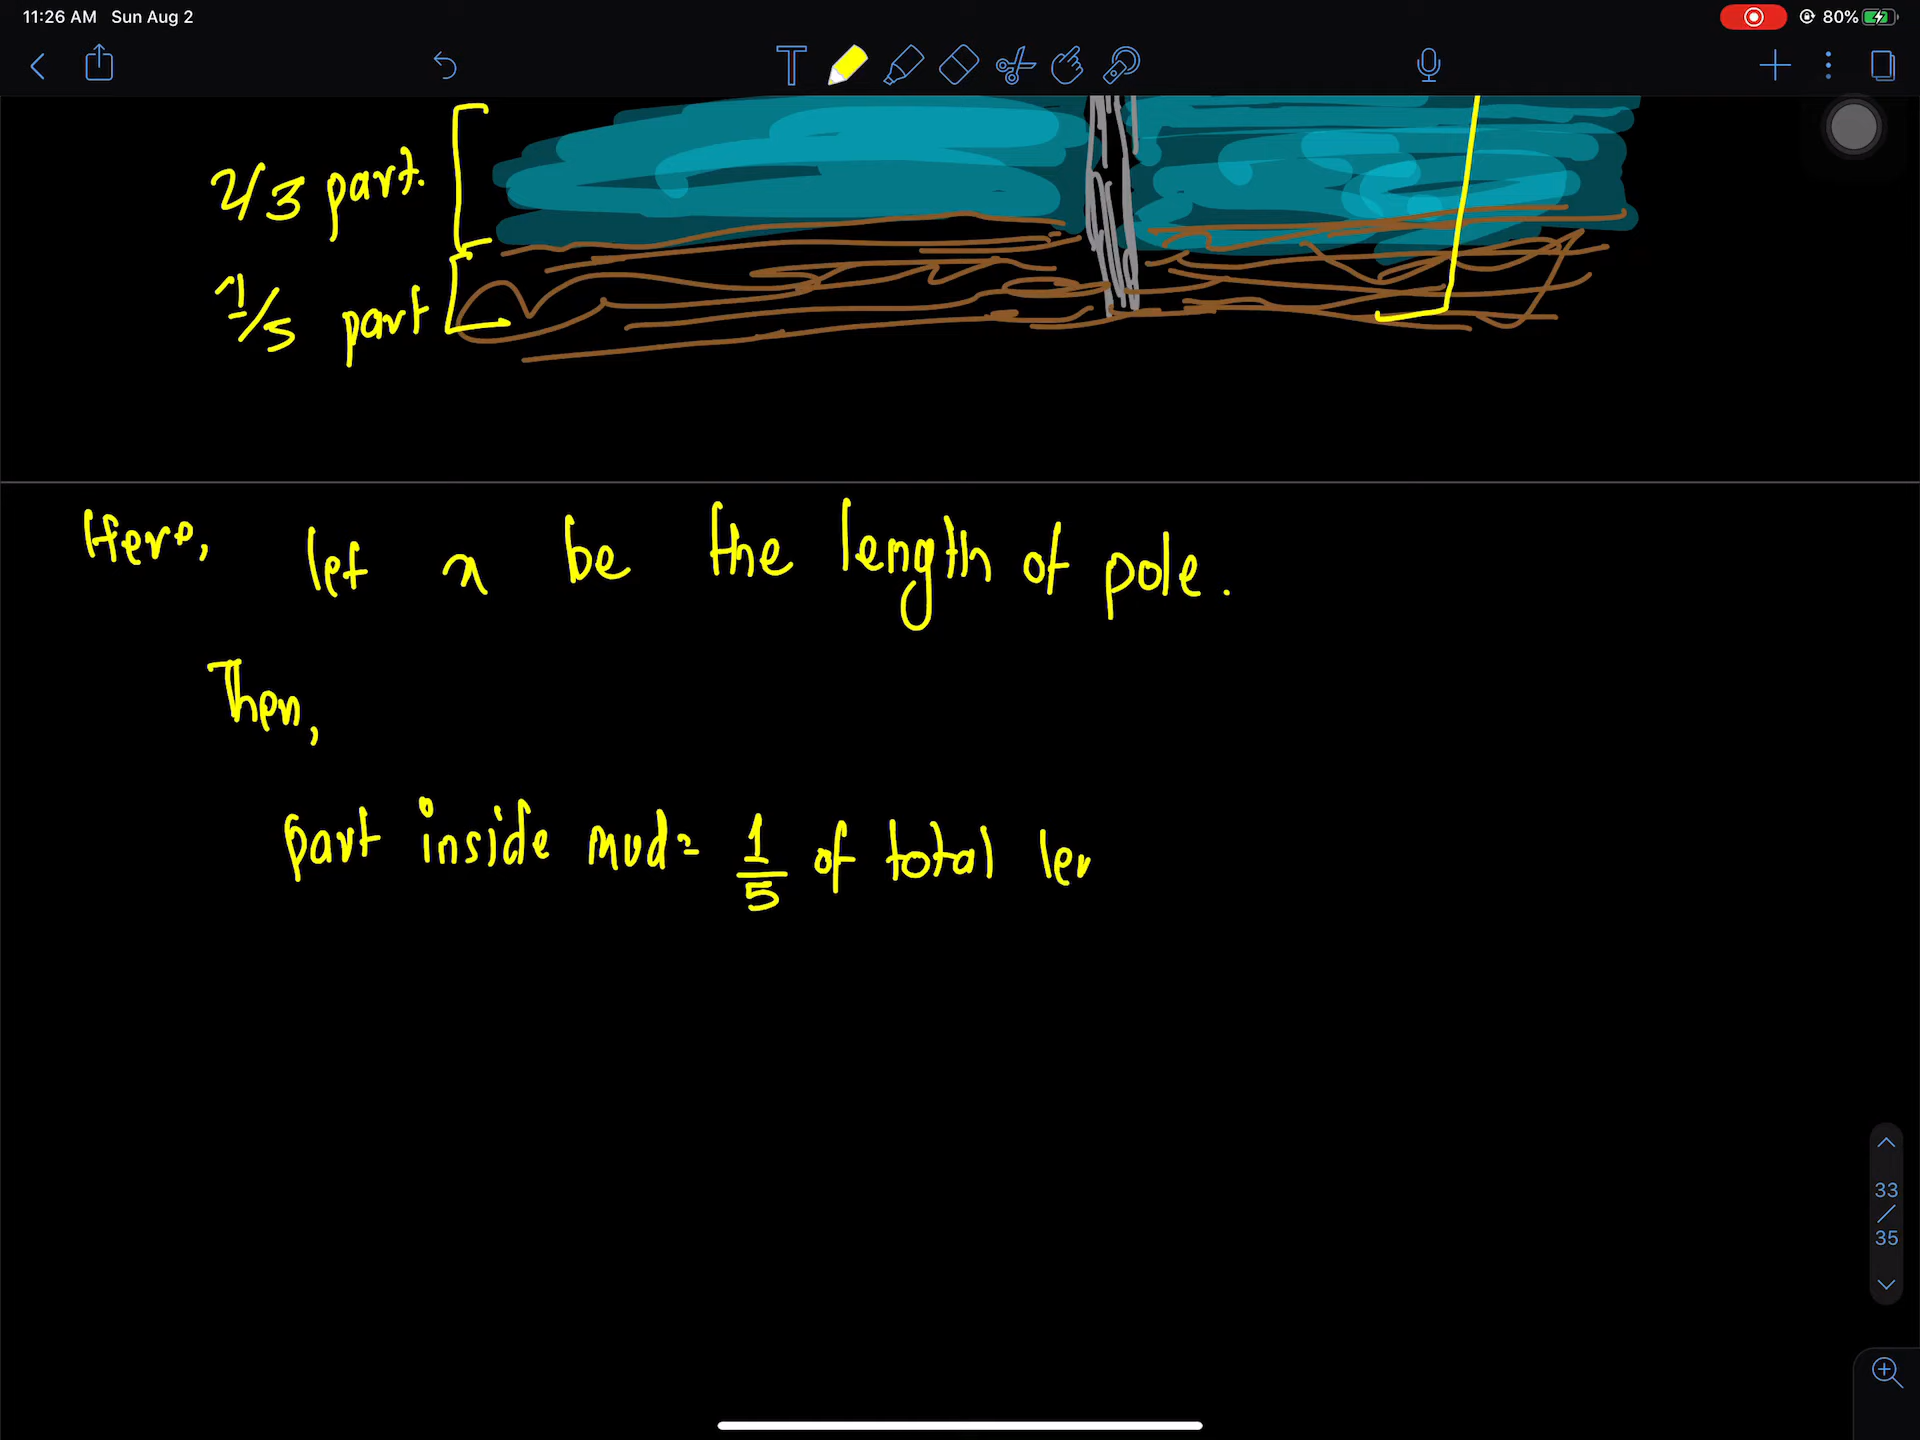 11:26 AM Sun Aug 2
80%
2/3 part.
1/5 part
Here, let x be the length of pole.
Then,
part inside mud = 1/5 of total len
33
/
35